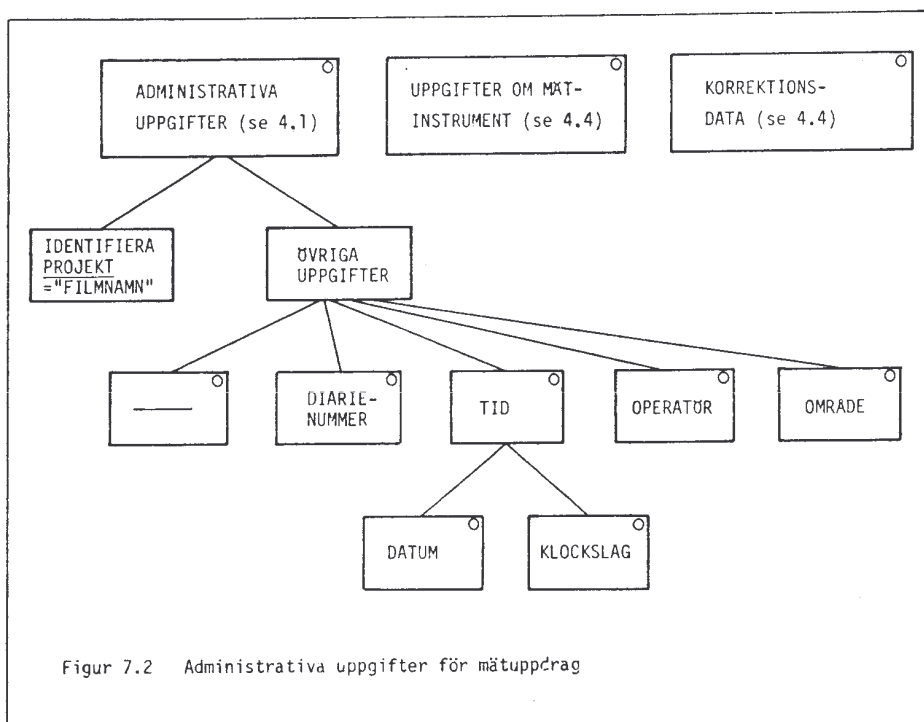 ADMINISTRATIVA
UPPGIFTER (se 4.1)
UPPGIFTER OM MÄT-
INSTRUMENT (se 4.4)
KORREKTIONS-
DATA (se 4.4)
IDENTIFIERA
PROJEKT
="FILMNAMN"
ÖVRIGA
UPPGIFTER
DIARIE-
NUMMER
TID
OPERATÖR
OMRÅDE
DATUM
KLOCKSLAG
Figur 7.2 Administrativa uppgifter för mätuppdrag